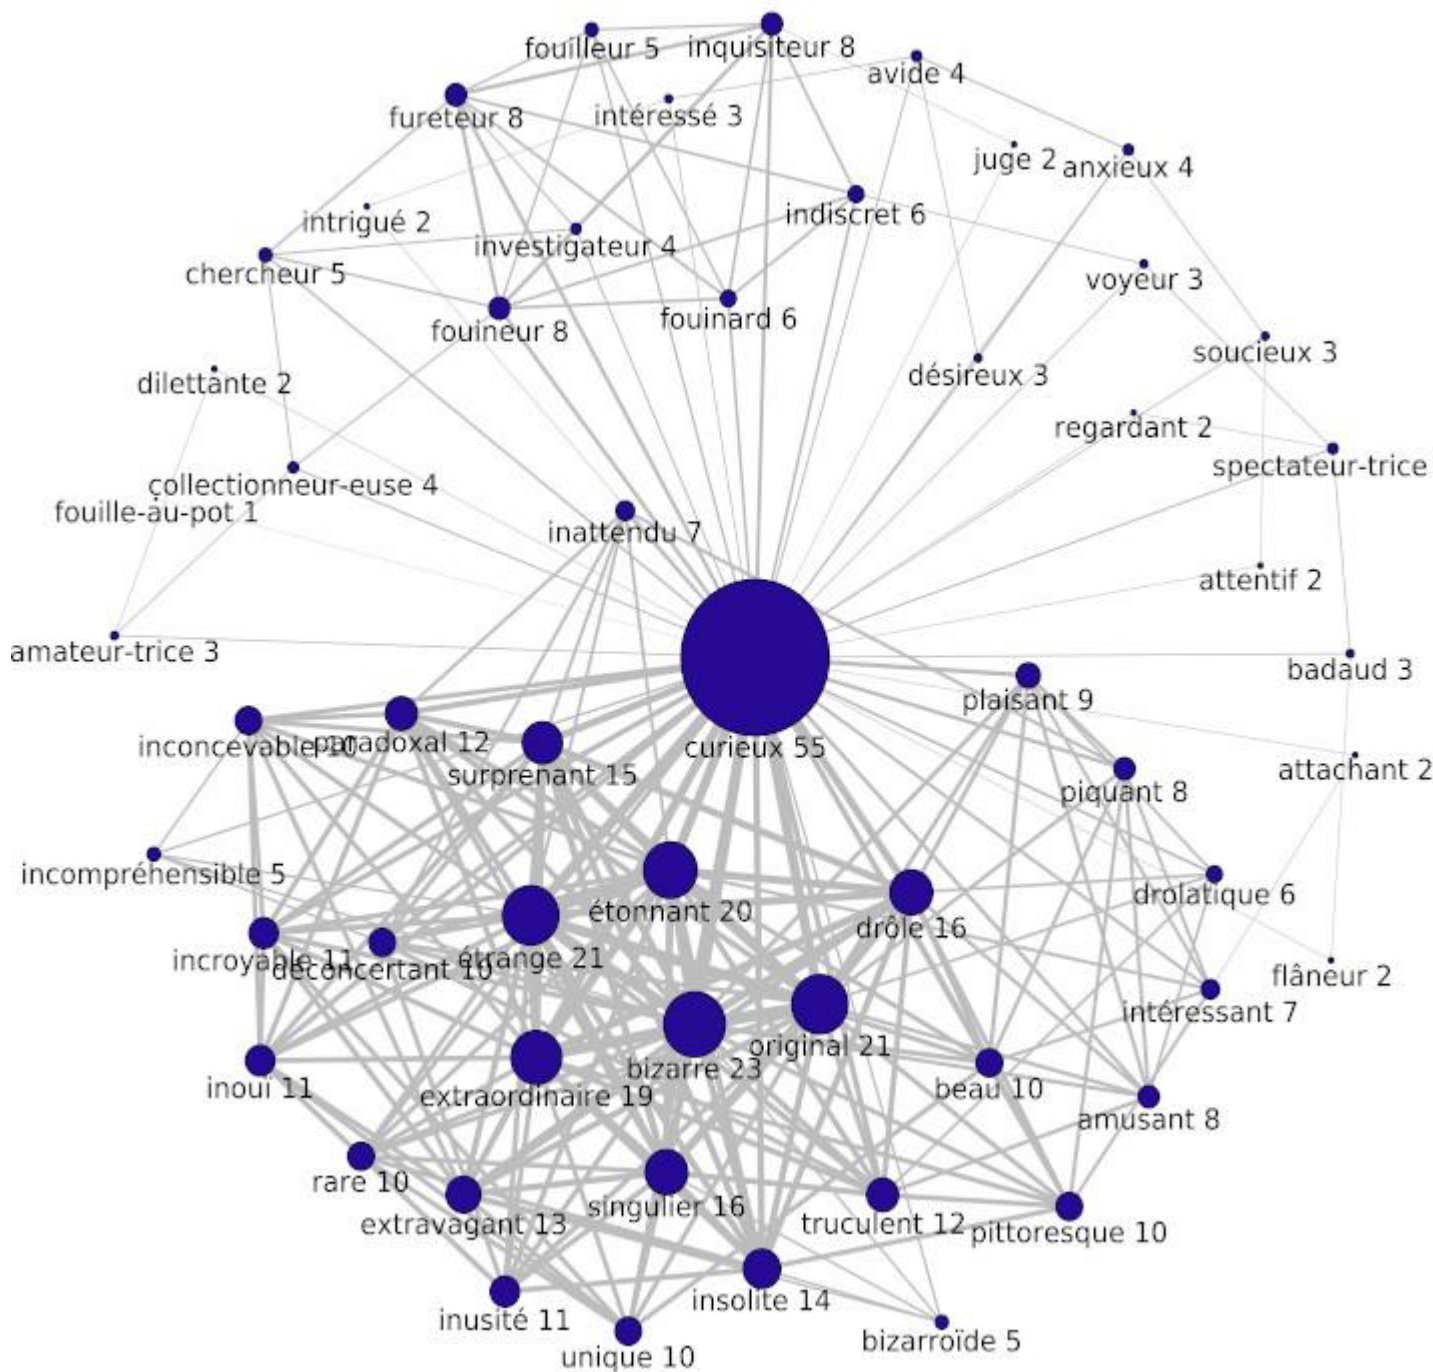 fouilleur 5
inquisiteur 8
avide 4
fureteur 8
intéressé 3
juge 2
anxieux 4
intrigué 2
investigateur 4
indiscret 6
chercheur 5
voyeur 3
fouineur 8
fouinard 6
dilettante 2
désireux 3
soucieux 3
regardant 2
spectateur-trice
collectionneur-euse 4
fouille-au-pot 1
inattendu 7
attentif 2
amateur-trice 3
badaud 3
plaisant 9
inconcevable 10
paradoxal 12
surprenant 15
curieux 55
attachant 2
piquant 8
incompréhensible 5
étonnant 20
drôle 16
drolatique 6
incroyable 11
déconcertant 10
étrange 21
flâneur 2
intéressant 7
inouï 11
extraordinaire 19
bizarre 23
original 21
beau 10
amusant 8
rare 10
extravagant 13
singulier 16
truculent 12
pittoresque 10
inusité 11
unique 10
insolite 14
bizarroïde 5